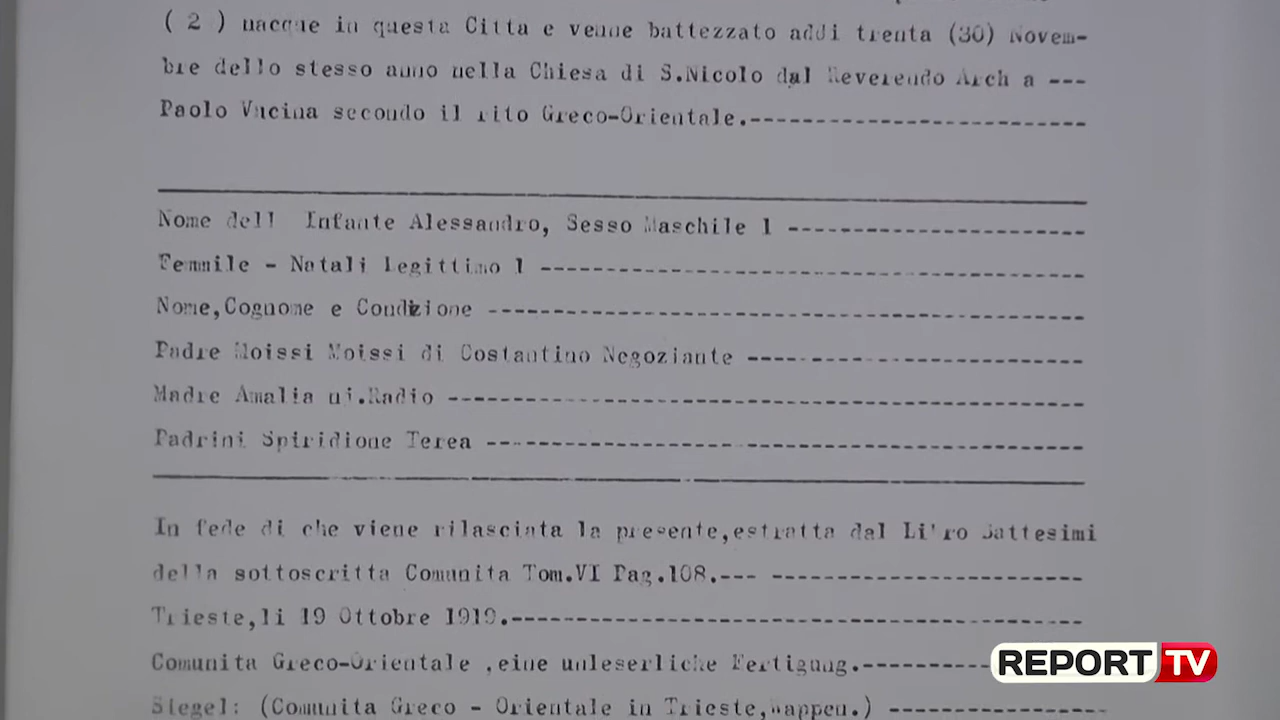 ( 2 ) nacque in questa Citta e venne battezzato addi trenta (30) Novem-
bre dello stesso anno nella Chiesa di S.Nicolo dal Reverendo Arch a ---
Paolo Vucina secondo il rito Greco-Orientale.--------------------------
Nome dell Infante Alessandro, Sesso Maschile 1 -----------------------
Femmile - Natali Legittimo 1 ------------------------------------------
Nome,Cognome e Condizione ---------------------------------------------
Padre Moissi Moissi di Costantino Negoziante --------------------------
Madre Amalia ni.Radio -------------------------------------------------
Padrini Spiridione Terea ----------------------------------------------
In fede di che viene rilasciata la presente,estratta dal Libro Battesimi
della sottoscritta Comunita Tom.VI Pag.108.--- ------------------------
Trieste,li 19 Ottobre 1919.--------------------------------------------
Comunita Greco-Orientale ,eine unleserliche Fertigung.-----------
Siegel: (Comunita Greco - Orientale in Trieste,Wappen.) ---------------
REPORT TV